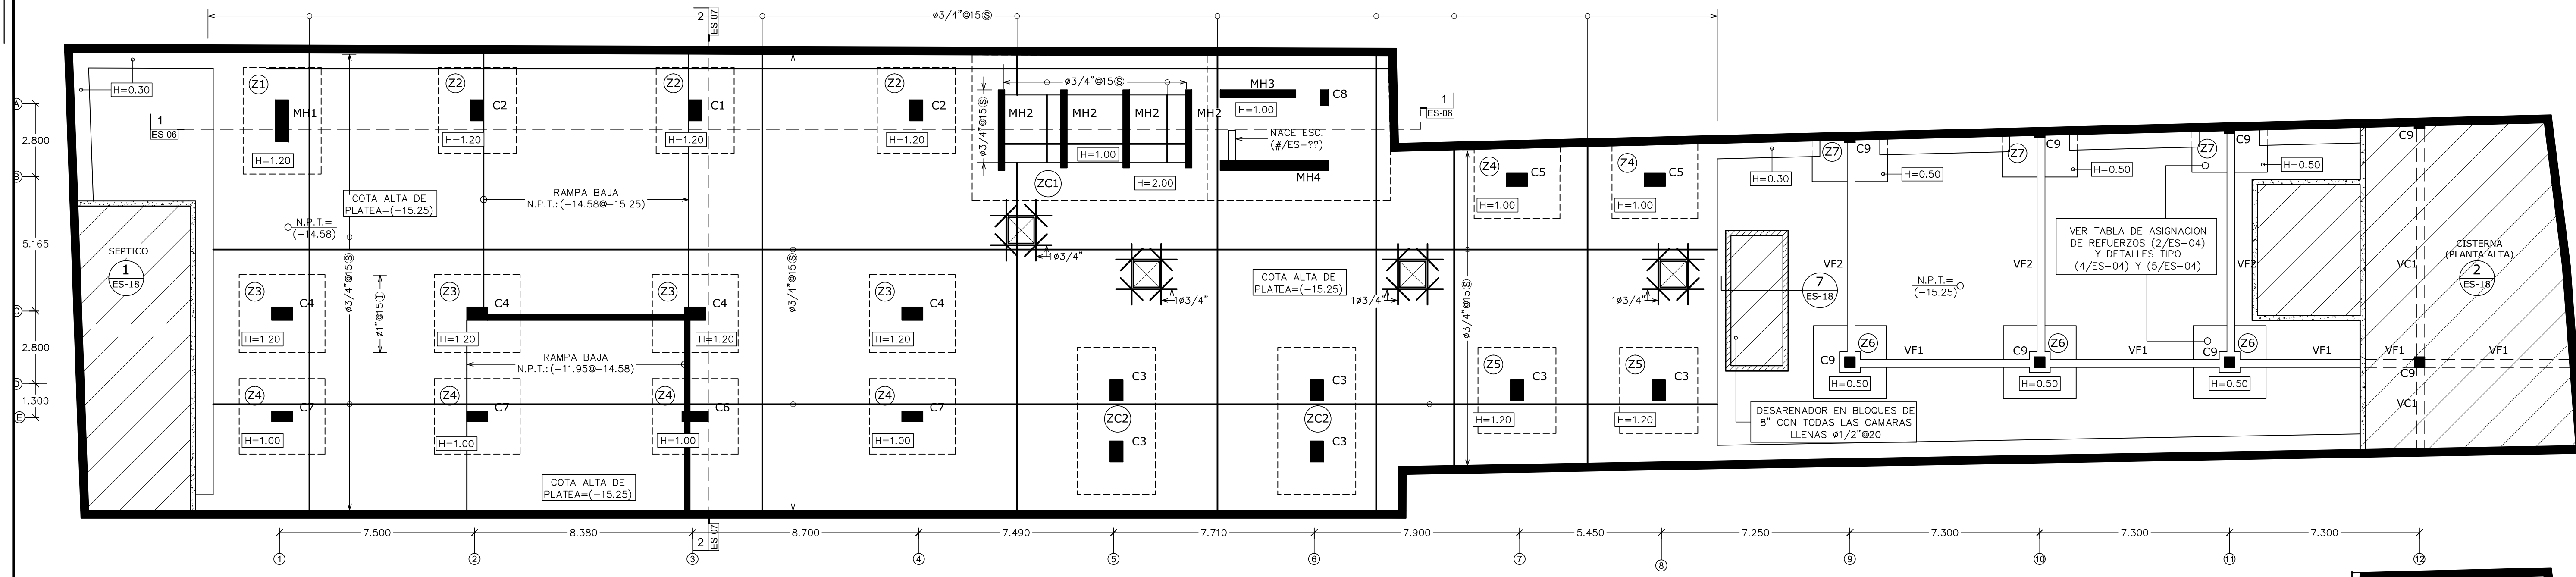 2
ES-07
ø3/4"@15Ⓢ
H=0.30
Z1
MH1
H=1.20
Z2
C2
H=1.20
Z2
C1
H=1.20
Z2
C2
H=1.20
ø3/4"@15Ⓢ
ø3/4"@15Ⓢ
MH2
MH2
MH2
MH2
H=1.00
ZC1
H=2.00
MH3
H=1.00
C8
NACE ESC.
(#/ES-??)
MH4
1
ES-06
1
ES-06
A
2.800
B
5.165
C
2.800
D
1.300
E
COTA ALTA DE
PLATEA=(-15.25)
RAMPA BAJA
N.P.T.:(-14.58@-15.25)
N.P.T.=
(-14.58)
SEPTICO
1
ES-18
ø3/4"@15Ⓢ
ø1"@15Ⓘ
ø3/4"@15Ⓢ
Z3
C4
H=1.20
Z3
C4
H=1.20
Z3
C4
H=1.20
Z3
C4
H=1.20
RAMPA BAJA
N.P.T.:(-11.95@-14.58)
Z4
C7
H=1.00
Z4
C7
H=1.00
Z4
C6
H=1.00
Z4
C7
H=1.00
COTA ALTA DE
PLATEA=(-15.25)
1ø3/4"
1ø3/4"
1ø3/4"
1ø3/4"
COTA ALTA DE
PLATEA=(-15.25)
C3
ZC2
C3
C3
ZC2
C3
Z4
C5
H=1.00
Z4
C5
H=1.00
ø3/4"@15Ⓢ
Z5
C3
H=1.20
Z5
C3
H=1.20
H=0.30
Z7
C9
H=0.50
Z7
C9
H=0.50
Z7
C9
H=0.50
C9
VER TABLA DE ASIGNACION
DE REFUERZOS (2/ES-04)
Y DETALLES TIPO
(4/ES-04) Y (5/ES-04)
7
ES-18
VF2
N.P.T.=
(-15.25)
VF2
VF2
VC1
CISTERNA
(PLANTA ALTA)
2
ES-18
C9
Z6
H=0.50
VF1
C9
Z6
H=0.50
VF1
C9
Z6
H=0.50
VF1
VF1
VF1
C9
VC1
DESARENADOR EN BLOQUES DE
8" CON TODAS LAS CAMARAS
LLENAS ø1/2"@20
2
ES-07
7.500
8.380
8.700
7.490
7.710
7.900
5.450
7.250
7.300
7.300
7.300
1
2
3
4
5
6
7
8
9
10
11
12